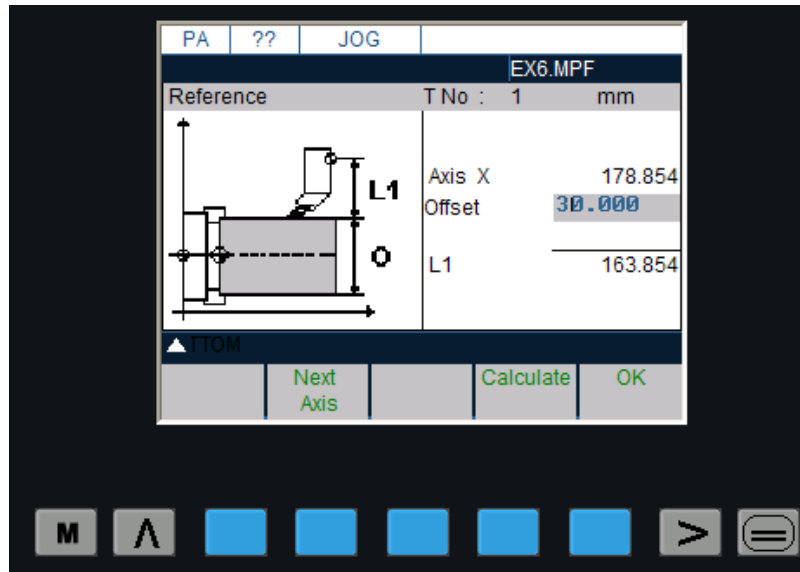 PA ?? JOG
EX6.MPF
Reference T No : 1 mm
L1
O
Axis X 178.854
Offset 30.000
L1 163.854
Next Axis
Calculate
OK
M Λ > =